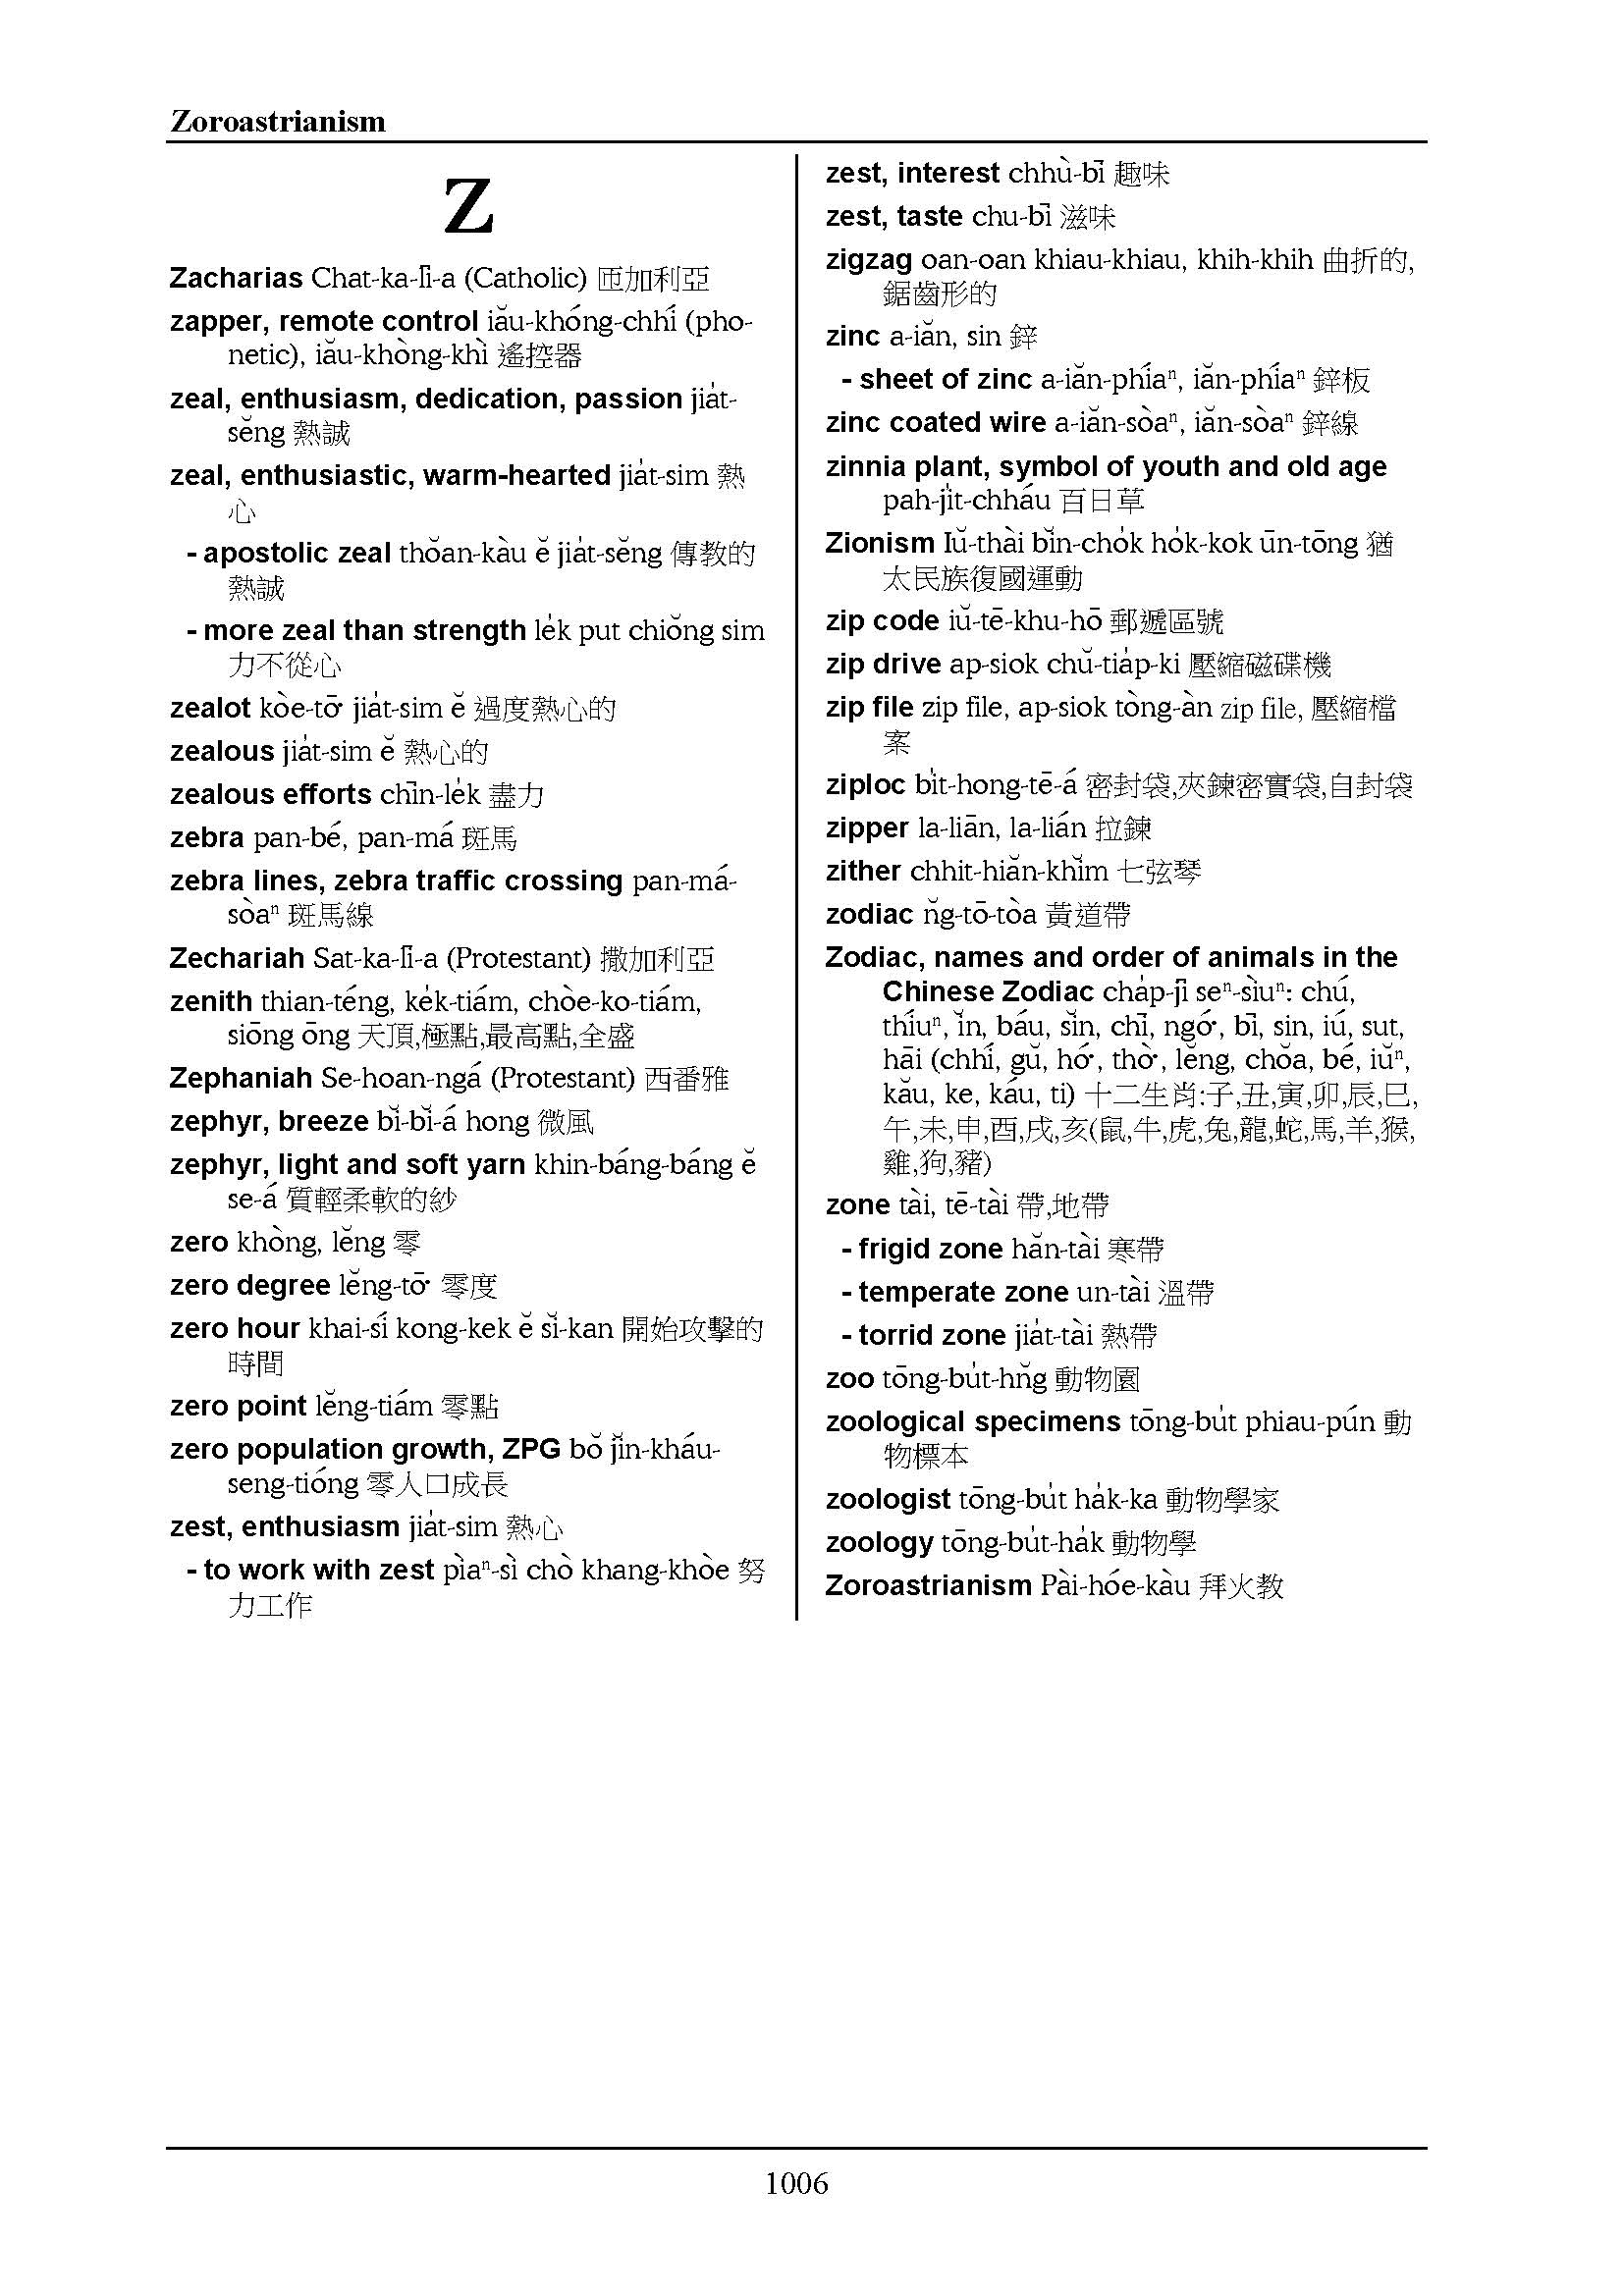 Zoroastrianism
Z
Zacharias Chat-ka-lī-a (Catholic) 匝加利亞
zapper, remote control iău-khóng-chhí (pho-
netic), iău-khòng-khì 遙控器
zeal, enthusiasm, dedication, passion jia̍t-
sĕng 熱誠
zeal, enthusiastic, warm-hearted jia̍t-sim 熱
心
- apostolic zeal thŏan-kàu ĕ jia̍t-sĕng 傳教的
熱誠
- more zeal than strength le̍k put chiŏng sim
力不從心
zealot kòe-tō͘ jia̍t-sim ĕ 過度熱心的
zealous jia̍t-sim ĕ 熱心的
zealous efforts chīn-le̍k 盡力
zebra pan-bé, pan-má 斑馬
zebra lines, zebra traffic crossing pan-má-
sòaⁿ 斑馬線
Zechariah Sat-ka-lī-a (Protestant) 撒加利亞
zenith thian-téng, ke̍k-tiám, chòe-ko-tiám,
siōng ōng 天頂,極點,最高點,全盛
Zephaniah Se-hoan-ngá (Protestant) 西番雅
zephyr, breeze bĭ-bĭ-á hong 微風
zephyr, light and soft yarn khin-báng-báng ĕ
se-á 質輕柔軟的紗
zero khòng, lĕng 零
zero degree lĕng-tō͘ 零度
zero hour khai-sí kong-kek ĕ sĭ-kan 開始攻擊的
時間
zero point lĕng-tiám 零點
zero population growth, ZPG bŏ jĭn-kháu-
seng-tióng 零人口成長
zest, enthusiasm jia̍t-sim 熱心
- to work with zest pìaⁿ-sì chò khang-khòe 努
力工作
zest, interest chhù-bī 趣味
zest, taste chu-bī 滋味
zigzag oan-oan khiau-khiau, khih-khih 曲折的,
鋸齒形的
zinc a-iăn, sin 鋅
- sheet of zinc a-iăn-phíaⁿ, iăn-phíaⁿ 鋅板
zinc coated wire a-iăn-sòaⁿ, iăn-sòaⁿ 鋅線
zinnia plant, symbol of youth and old age
pah-ji̍t-chháu 百日草
Zionism Iŭ-thài bĭn-cho̍k ho̍k-kok ūn-tōng 猶
太民族復國運動
zip code iŭ-tē-khu-hō 郵遞區號
zip drive ap-siok chŭ-tia̍p-ki 壓縮磁碟機
zip file zip file, ap-siok tòng-àn zip file, 壓縮檔
案
ziploc bi̍t-hong-tē-á 密封袋,夾鍊密實袋,自封袋
zipper la-liān, la-lián 拉鍊
zither chhit-hiăn-khĭm 七弦琴
zodiac n̆g-tō-tòa 黃道帶
Zodiac, names and order of animals in the
Chinese Zodiac cha̍p-jī seⁿ-sìuⁿ: chú,
thíuⁿ, ĭn, báu, sĭn, chī, ngó͘, bī, sin, iú, sut,
hāi (chhí, gŭ, hó͘, thò͘, lĕng, chŏa, bé, iŭⁿ,
kău, ke, káu, ti) 十二生肖:子,丑,寅,卯,辰,巳,
午,未,申,酉,戌,亥(鼠,牛,虎,兔,龍,蛇,馬,羊,猴,
雞,狗,豬)
zone tài, tē-tài 帶,地帶
- frigid zone hăn-tài 寒帶
- temperate zone un-tài 溫帶
- torrid zone jia̍t-tài 熱帶
zoo tōng-bu̍t-hn̆g 動物園
zoological specimens tōng-bu̍t phiau-pún 動
物標本
zoologist tōng-bu̍t ha̍k-ka 動物學家
zoology tōng-bu̍t-ha̍k 動物學
Zoroastrianism Pài-hóe-kàu 拜火教
1006